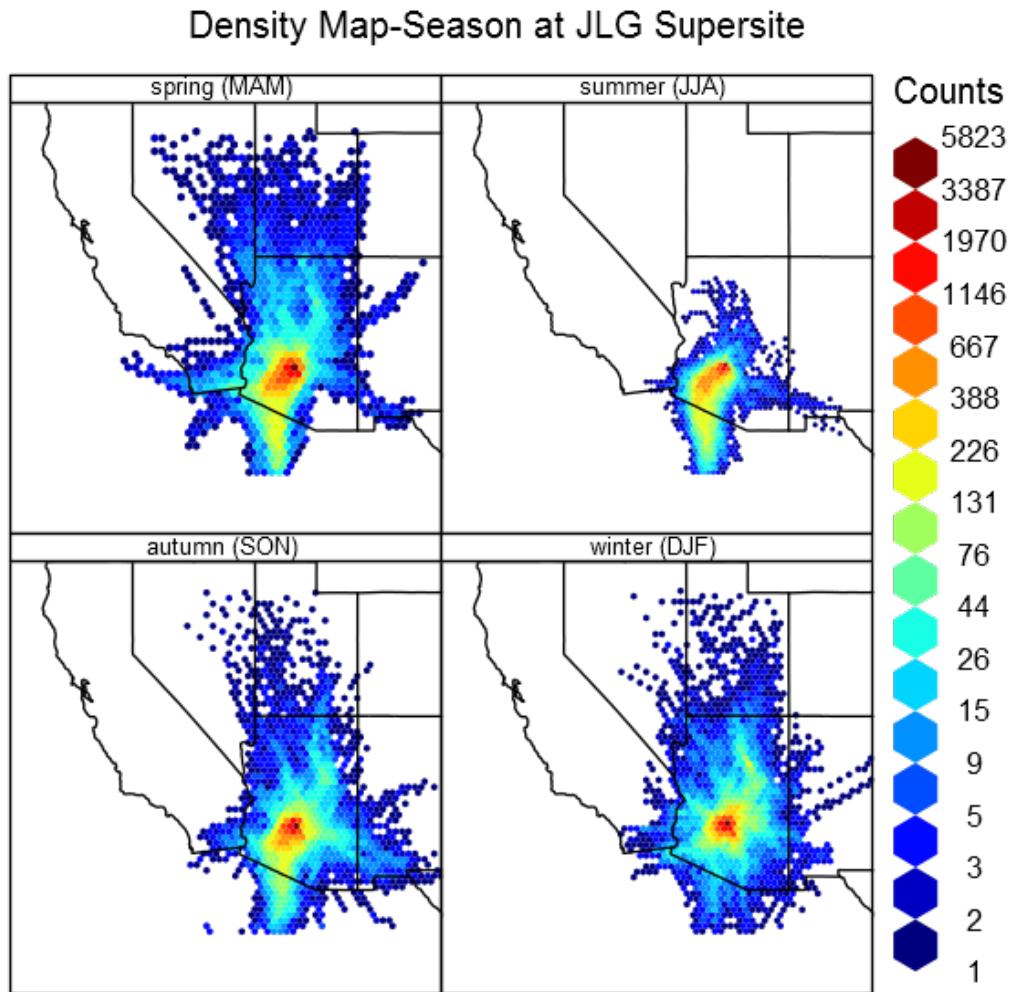 Density Map-Season at JLG Supersite
spring (MAM)
summer (JJA)
autumn (SON)
winter (DJF)
Counts
5823
3387
1970
1146
667
388
226
131
76
44
26
15
9
5
3
2
1